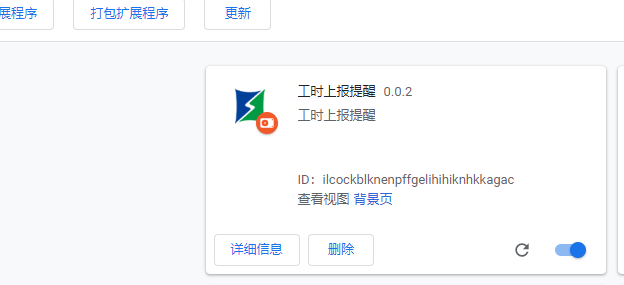 展程序 打包扩展程序 更新
工时上报提醒 0.0.2
工时上报提醒
ID：ilcockblknenpffgelihihiknhkkagac
查看视图 背景页
详细信息 删除